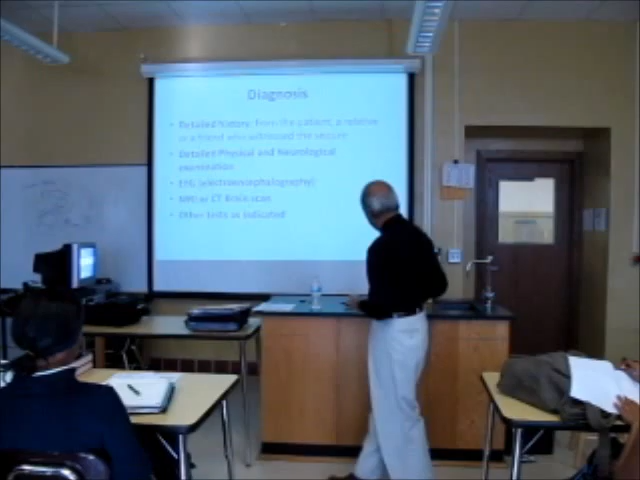 Diagnosis
• Detailed history: from the patient, a relative
or a friend who witnessed the seizure
• Detailed Physical and Neurological
examination
• EEG (electroencephalography)
• MRI or CT Brain scan
• Other tests as indicated